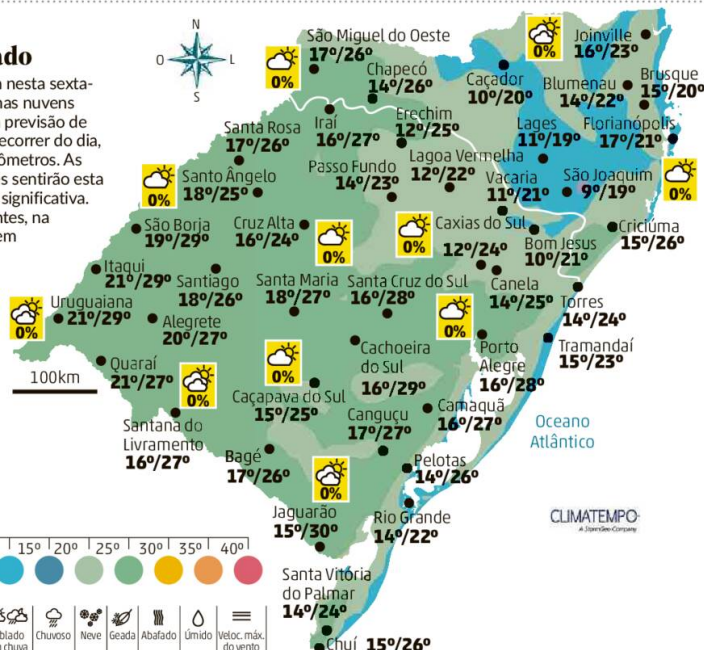 ado
nesta sexta-
mas nuvens
previsão de
ecorrer do dia,
ômetros. As
s sentirão esta
significativa.
ntes, na
em
N
O
L
S
São Miguel do Oeste
17º/26º
0%
Chapecó
14º/26º
Caçador
10º/20º
0%
Joinville
16º/23º
Blumenau
14º/22º
Brusque
15º/20º
Iraí
16º/27º
Erechim
12º/25º
Lages
11º/19º
Florianópolis
17º/21º
Santa Rosa
17º/26º
Passo Fundo
14º/23º
Lagoa Vermelha
12º/22º
Vacaria
11º/21º
São Joaquim
9º/19º
0%
0%
Santo Ângelo
18º/25º
São Borja
19º/29º
Cruz Alta
16º/24º
0%
0%
Caxias do Sul
12º/24º
Bom Jesus
10º/21º
Criciúma
15º/26º
Itaqui
21º/29º
Santiago
18º/26º
Santa Maria
18º/27º
Santa Cruz do Sul
16º/28º
Canela
14º/25º
Torres
14º/24º
0%
Uruguaiana
21º/29º
Alegrete
20º/27º
0%
Cachoeira
do Sul
16º/29º
Porto
Alegre
16º/28º
Tramandaí
15º/23º
Quaraí
21º/27º
100km
0%
0%
Caçapava do Sul
15º/25º
Canguçu
17º/27º
Camaquã
16º/27º
Oceano
Atlântico
Santana do
Livramento
16º/27º
Bagé
17º/26º
0%
Pelotas
14º/26º
Jaguarão
15º/30º
Rio Grande
14º/22º
CLIMATEMPO
A StormGeo Company
15º 20º 25º 30º 35º 40º
Santa Vitória
do Palmar
14º/24º
Chuí 15º/26º
blado
chuva
Chuvoso
Neve
Geada
Abafado
Úmido
Veloc. máx.
do vento